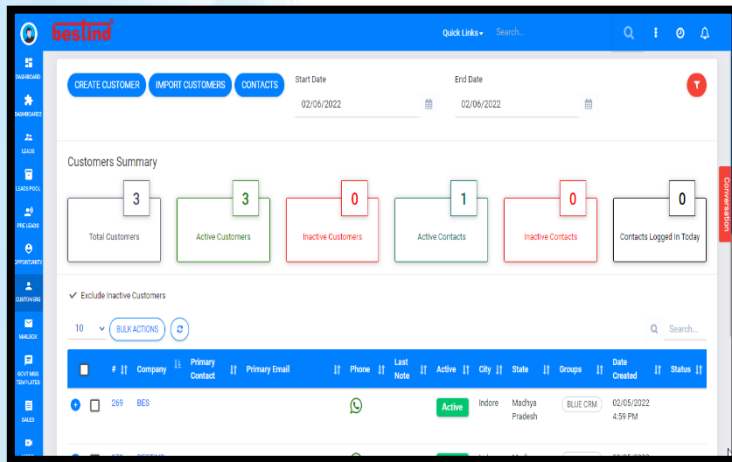 bestind
Quick Links
Search...
DASHBOARD
LEADS
LEADS POOL
PRE LEADS
OPPORTUNITY
CUSTOMERS
MAILBOX
GOVT MSG
TEMPLATES
SALES
CREATE CUSTOMER
IMPORT CUSTOMERS
CONTACTS
Start Date
02/06/2022
End Date
02/06/2022
Customers Summary
3
Total Customers
3
Active Customers
0
Inactive Customers
1
Active Contacts
0
Inactive Contacts
0
Contacts Logged In Today
Conversation
Exclude Inactive Customers
10
BULK ACTIONS
Search...
# Company Primary Contact Primary Email Phone Last Note Active City State Groups Date Created Status
269 BES Active Indore Madhya Pradesh BLUE CRM 02/05/2022 4:59 PM